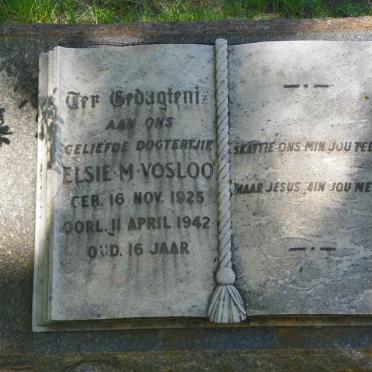 Ter Gedagtenis
AAN ONS
GELIEFDE DOGTERTJIE
ELSIE·M·VOSLOO
GEB. 16 NOV. 1925
OORL. 11 APRIL 1942
OUD. 16 JAAR
SKATTIE ONS MIN JOU
MAAR JESUS MIN JOU